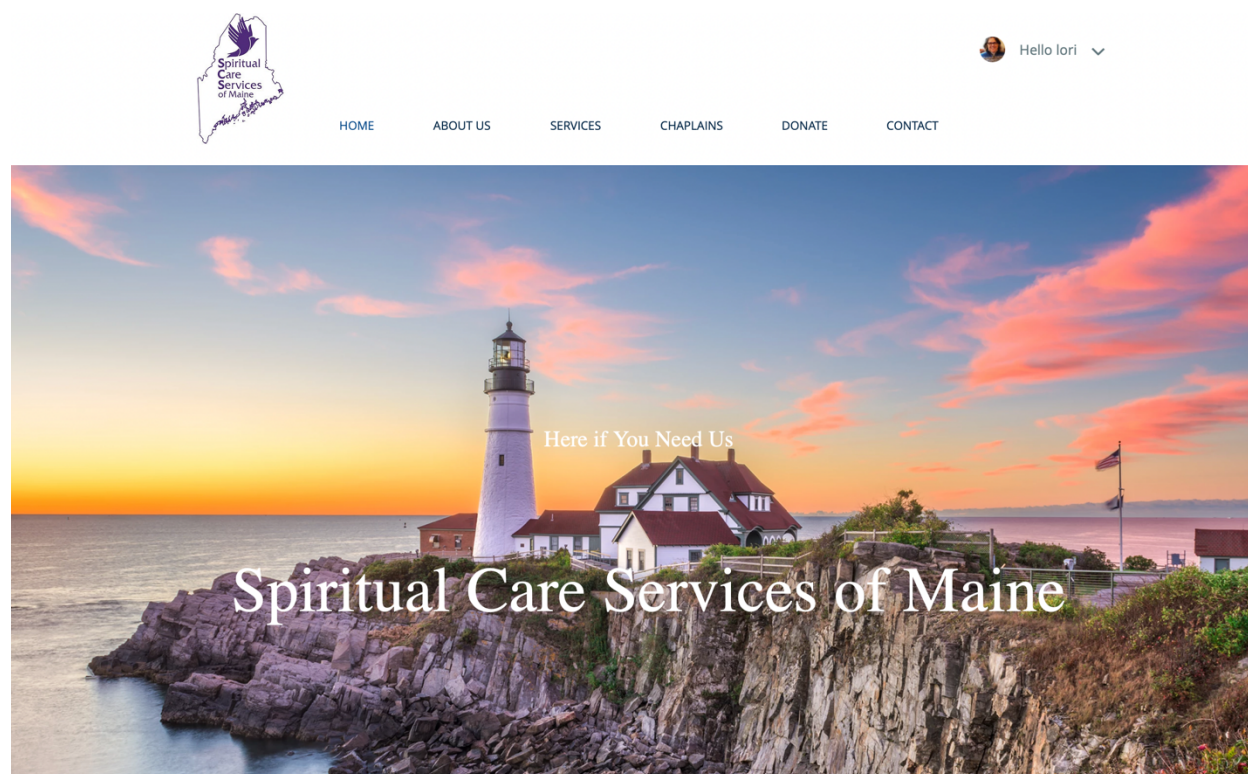 Spiritual
Care
Services
of Maine
Hello lori
HOME ABOUT US SERVICES CHAPLAINS DONATE CONTACT
Here if You Need Us
Spiritual Care Services of Maine